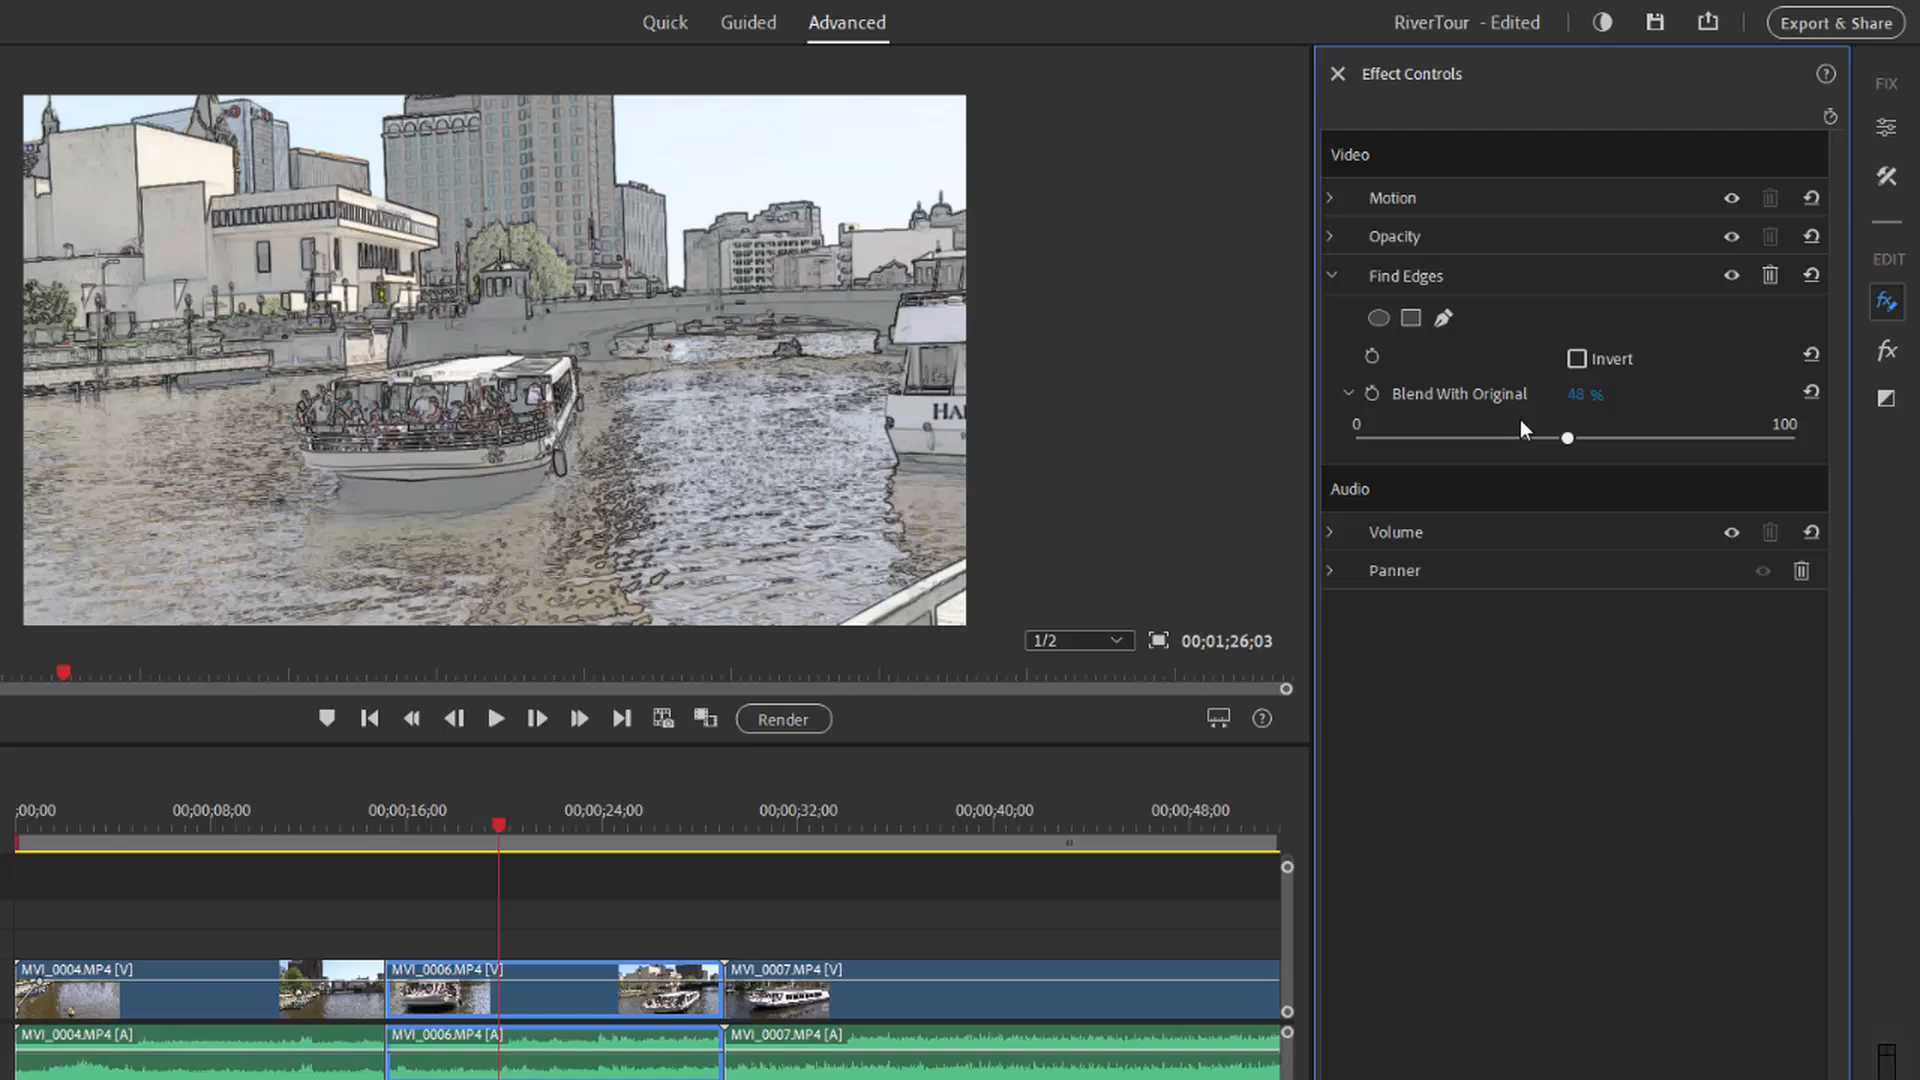 Quick Guided Advanced
RiverTour - Edited
Export & Share
Effect Controls
FIX
Video
Motion
Opacity
EDIT
Find Edges
Invert
Blend With Original 48 %
0 100
HA
Audio
Volume
Panner
1/2 00;01;26;03
Render
;00;00 00;00;08;00 00;00;16;00 00;00;24;00 00;00;32;00 00;00;40;00 00;00;48;00
MVI_0004.MP4 [V] MVI_0006.MP4 [V] MVI_0007.MP4 [V]
MVI_0004.MP4 [A] MVI_0006.MP4 [A] MVI_0007.MP4 [A]